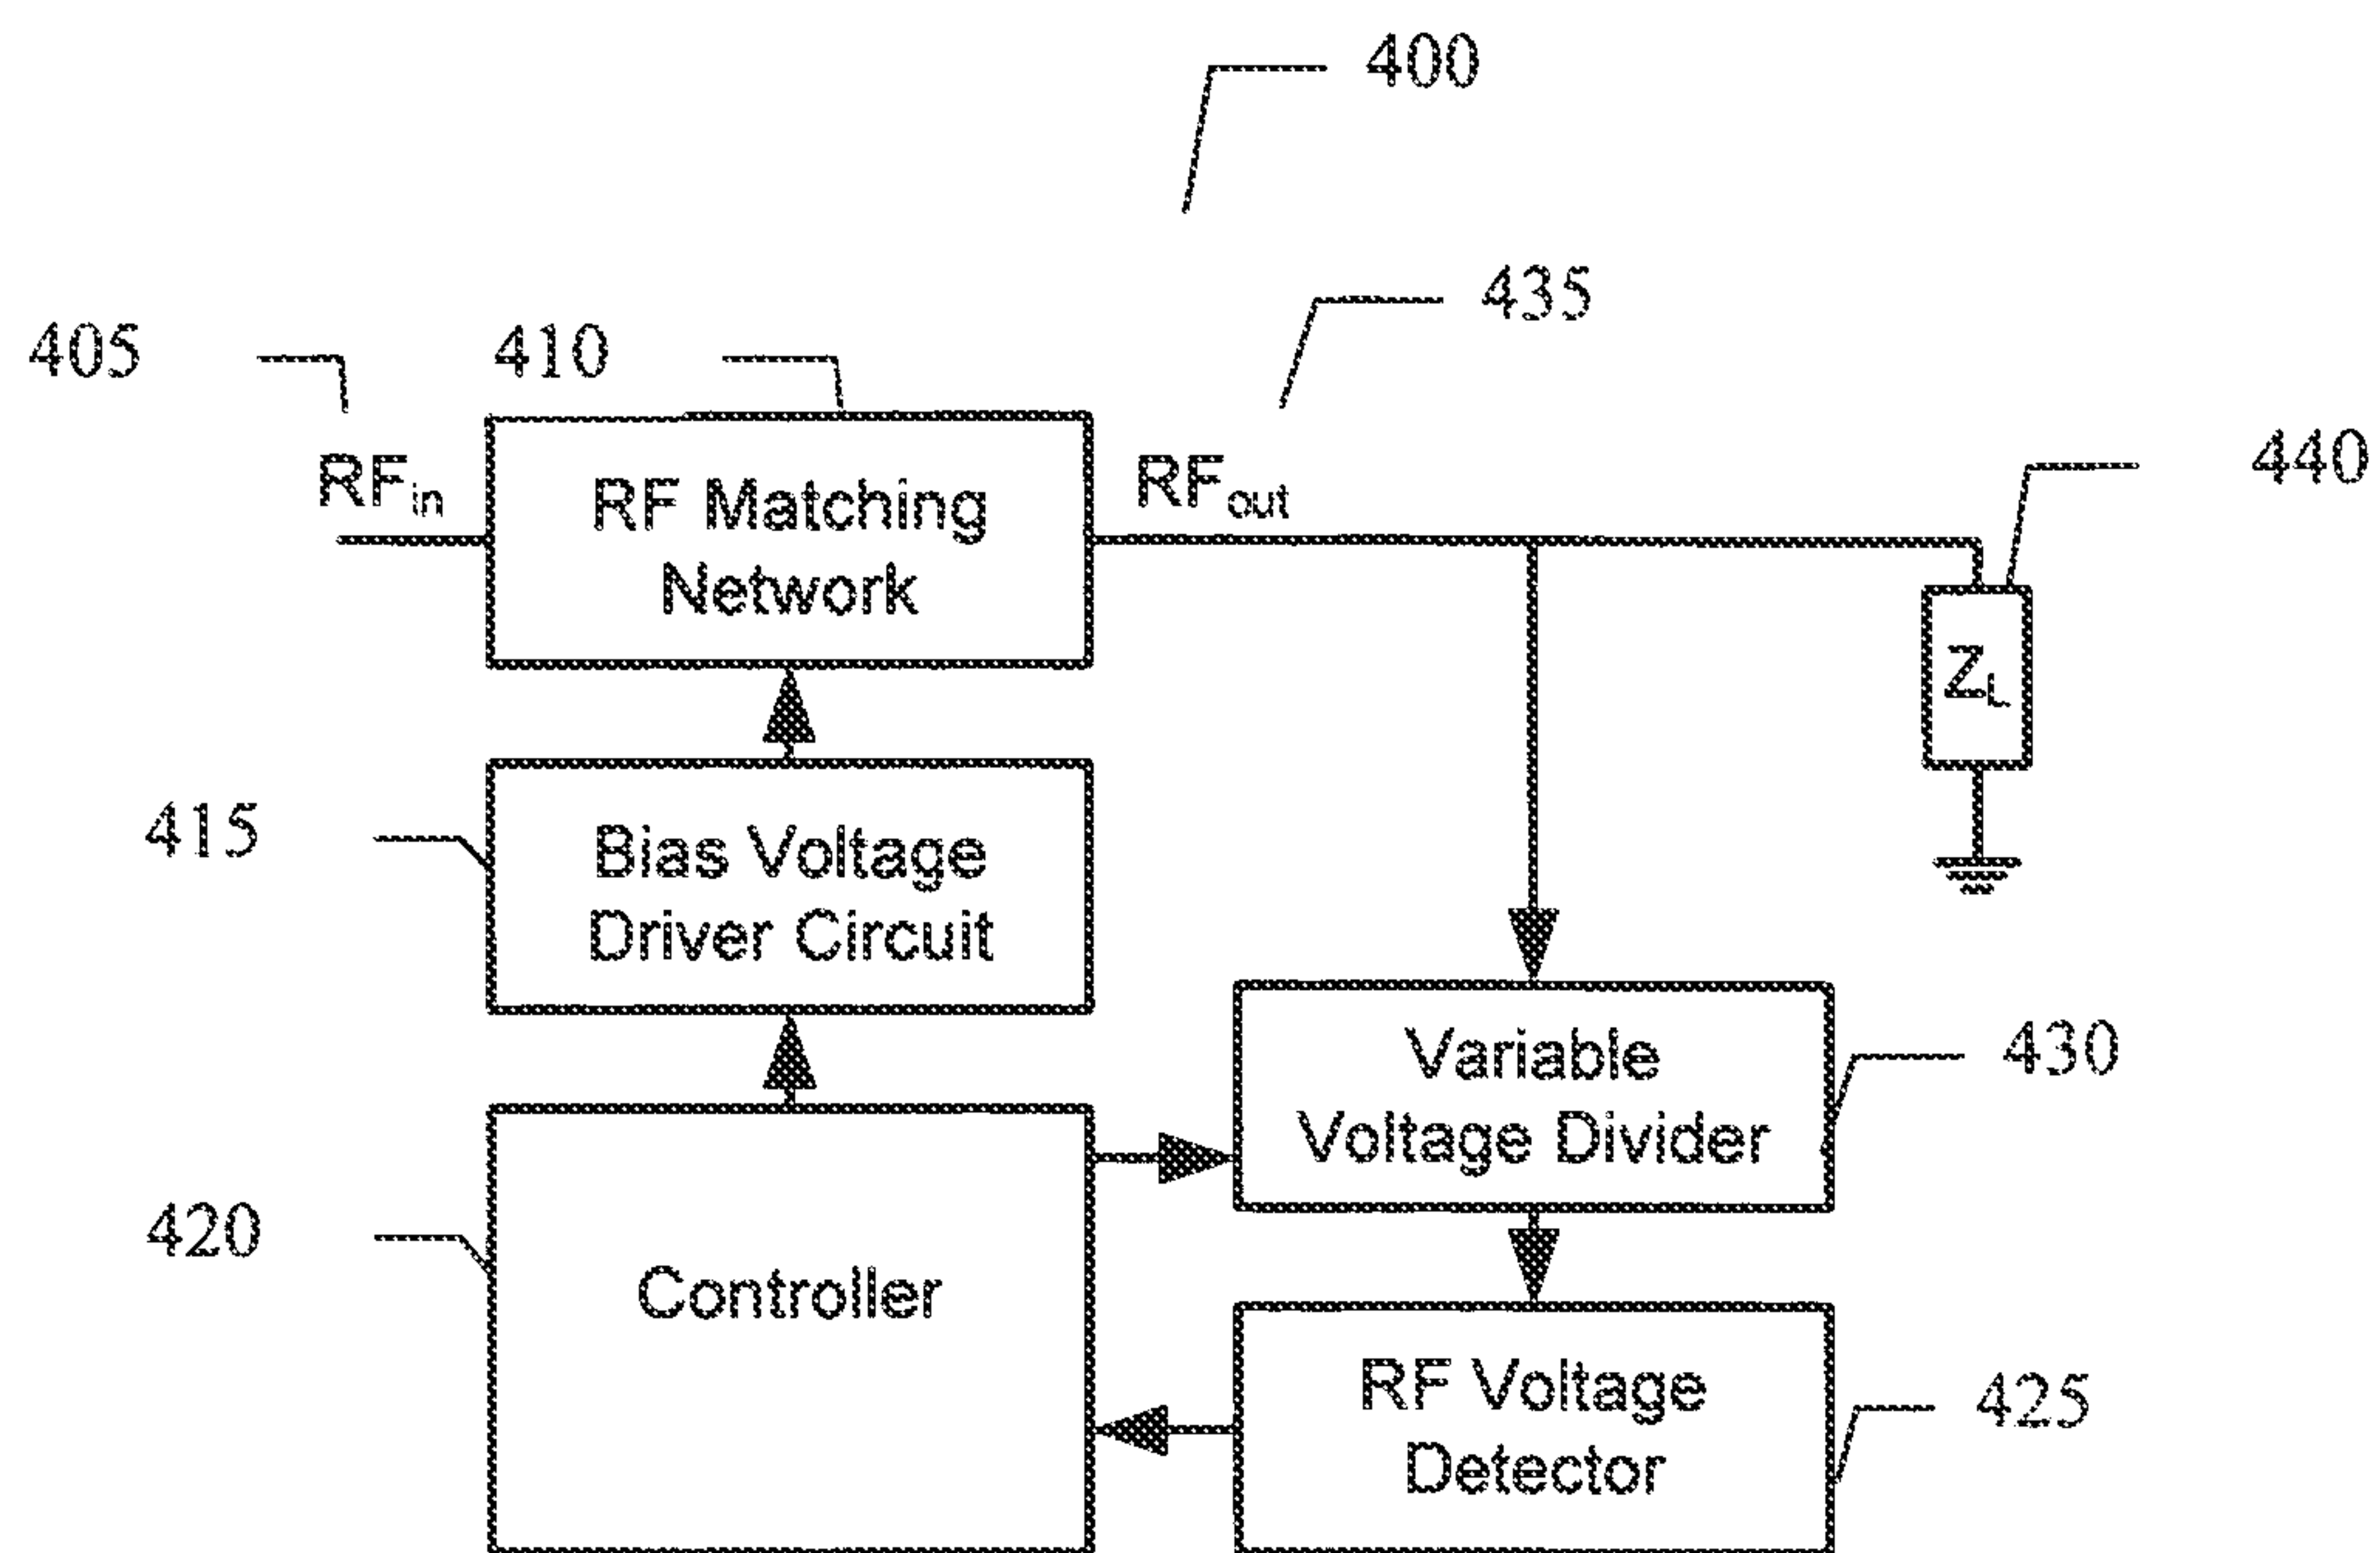 400
435
405
410
440
RFin
RF Matching
Network
RFout
ZL
415
Bias Voltage
Driver Circuit
Variable
Voltage Divider
430
420
Controller
RF Voltage
Detector
425